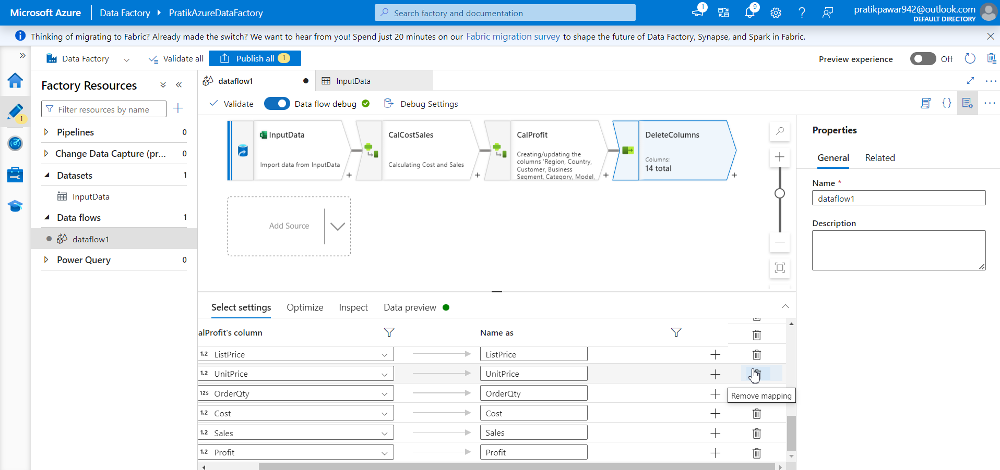 Microsoft Azure
Data Factory
PratikAzureDataFactory
Search factory and documentation
1
9
pratikpawar942@outlook.com
DEFAULT DIRECTORY
Thinking of migrating to Fabric? Already made the switch? We want to hear from you! Spend just 20 minutes on our Fabric migration survey to shape the future of Data Factory, Synapse, and Spark in Fabric.
Data Factory
Validate all
Publish all 1
Preview experience
Off
1
Factory Resources
Filter resources by name
Pipelines 0
Change Data Capture (pr... 0
Datasets 1
InputData
Data flows 1
dataflow1
Power Query 0
dataflow1
InputData
Validate
Data flow debug
Debug Settings
InputData
Import data from InputData
CalCostSales
Calculating Cost and Sales
CalProfit
Creating/updating the
columns 'Region, Country,
Customer, Business
Segment, Category, Model,
DeleteColumns
Columns:
14 total
Add Source
Properties
General
Related
Name *
dataflow1
Description
Select settings
Optimize
Inspect
Data preview
alProfit's column
Name as
1.2 ListPrice ListPrice
1.2 UnitPrice UnitPrice
12s OrderQty OrderQty
Remove mapping
1.2 Cost Cost
1.2 Sales Sales
1.2 Profit Profit